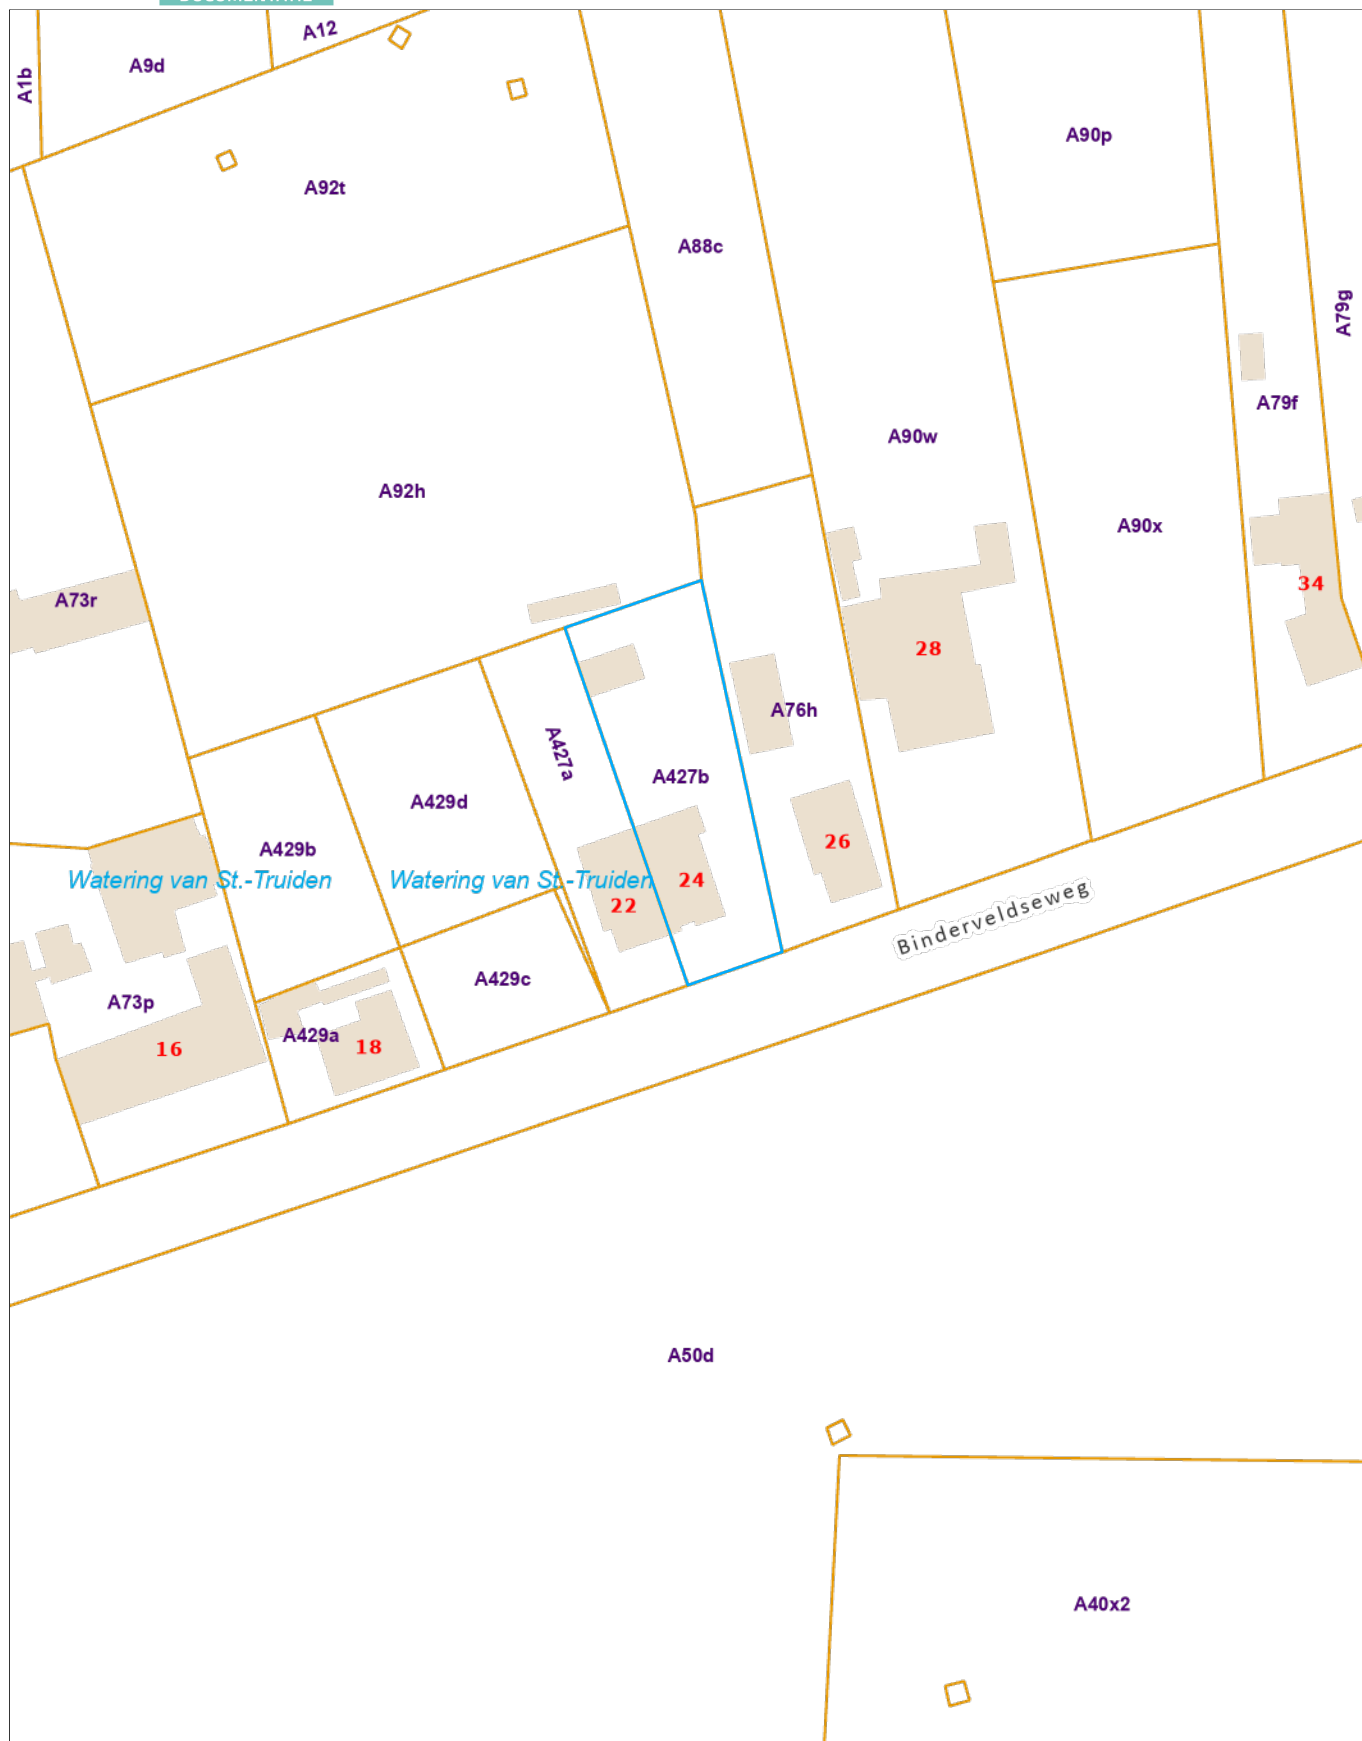 A12
A9d
A1b
A90p
A92t
A88c
A79g
A79f
A90w
A92h
A90x
34
A73r
28
A76h
A427a
A427b
A429d
26
A429b
Watering van St.-Truiden
Watering van St.-Truiden
24
22
Binderveldseweg
A429c
A73p
A429a
18
16
A50d
A40x2